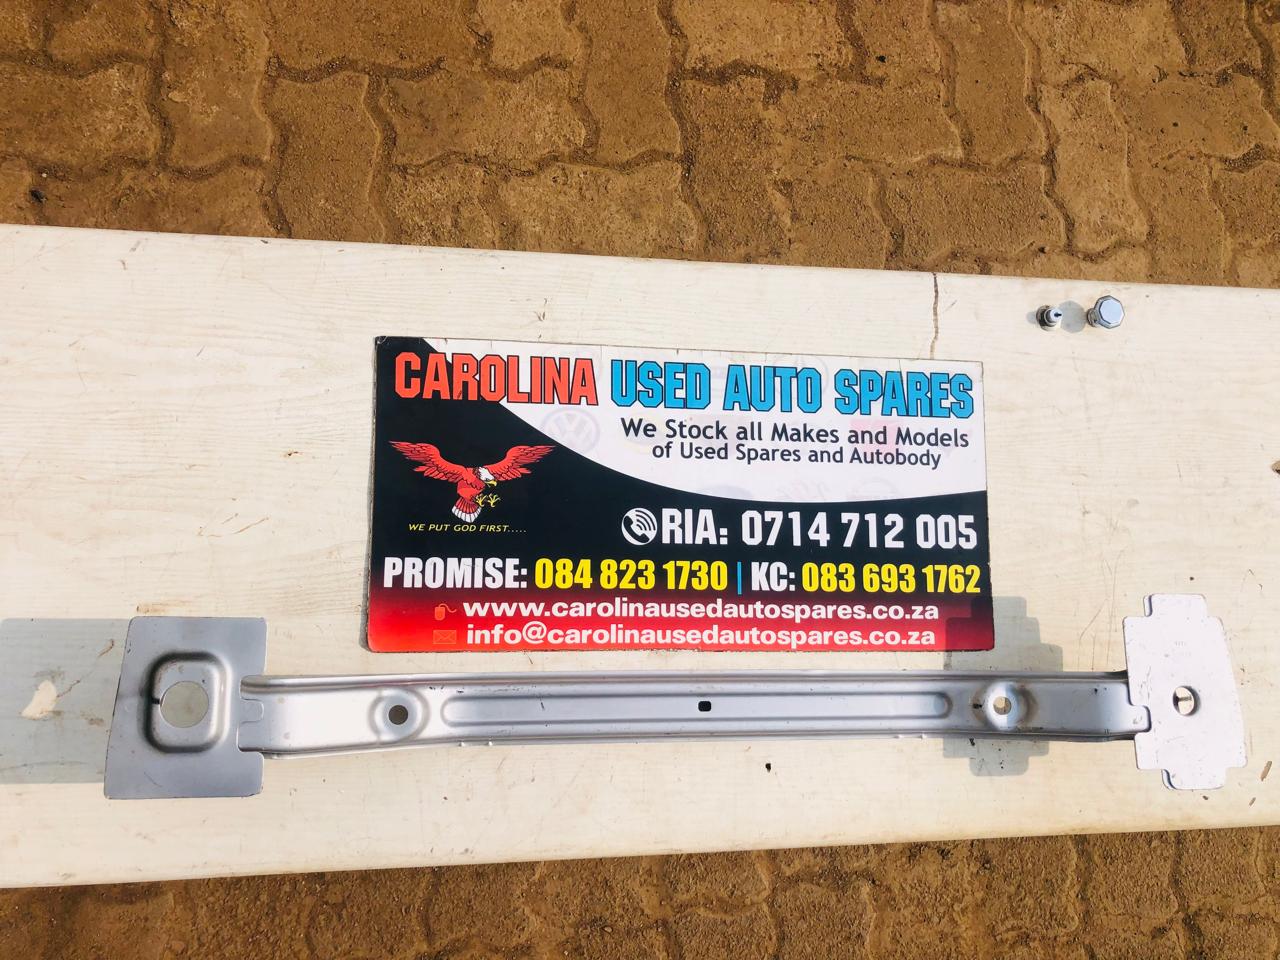 CAROLINA USED AUTO SPARES
We Stock all Makes and Models
of Used Spares and Autobody
WE PUT GOD FIRST.....
RIA: 0714 712 005
PROMISE: 084 823 1730 | KC: 083 693 1762
www.carolinausedautospares.co.za
info@carolinausedautospares.co.za